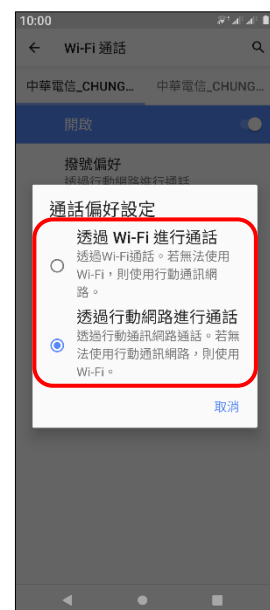 10:00
Wi-Fi 通話
中華電信_CHUNG... 中華電信_CHUNG...
開啟
撥號偏好
透過行動網路進行通話
通話偏好設定
透過 Wi-Fi 進行通話
透過Wi-Fi通話。若無法使用
Wi-Fi，則使用行動通訊網
路。
透過行動網路進行通話
透過行動通訊網路通話。若無
法使用行動通訊網路，則使用
Wi-Fi。
取消